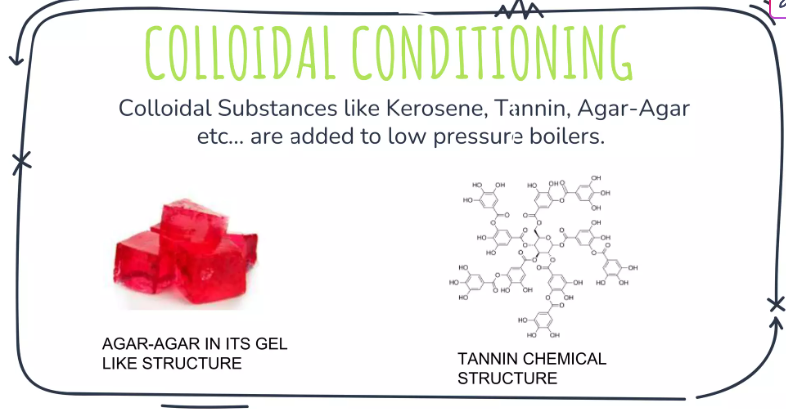 COLLOIDAL CONDITIONING
Colloidal Substances like Kerosene, Tannin, Agar-Agar
etc... are added to low pressure boilers.
AGAR-AGAR IN ITS GEL
LIKE STRUCTURE
TANNIN CHEMICAL
STRUCTURE